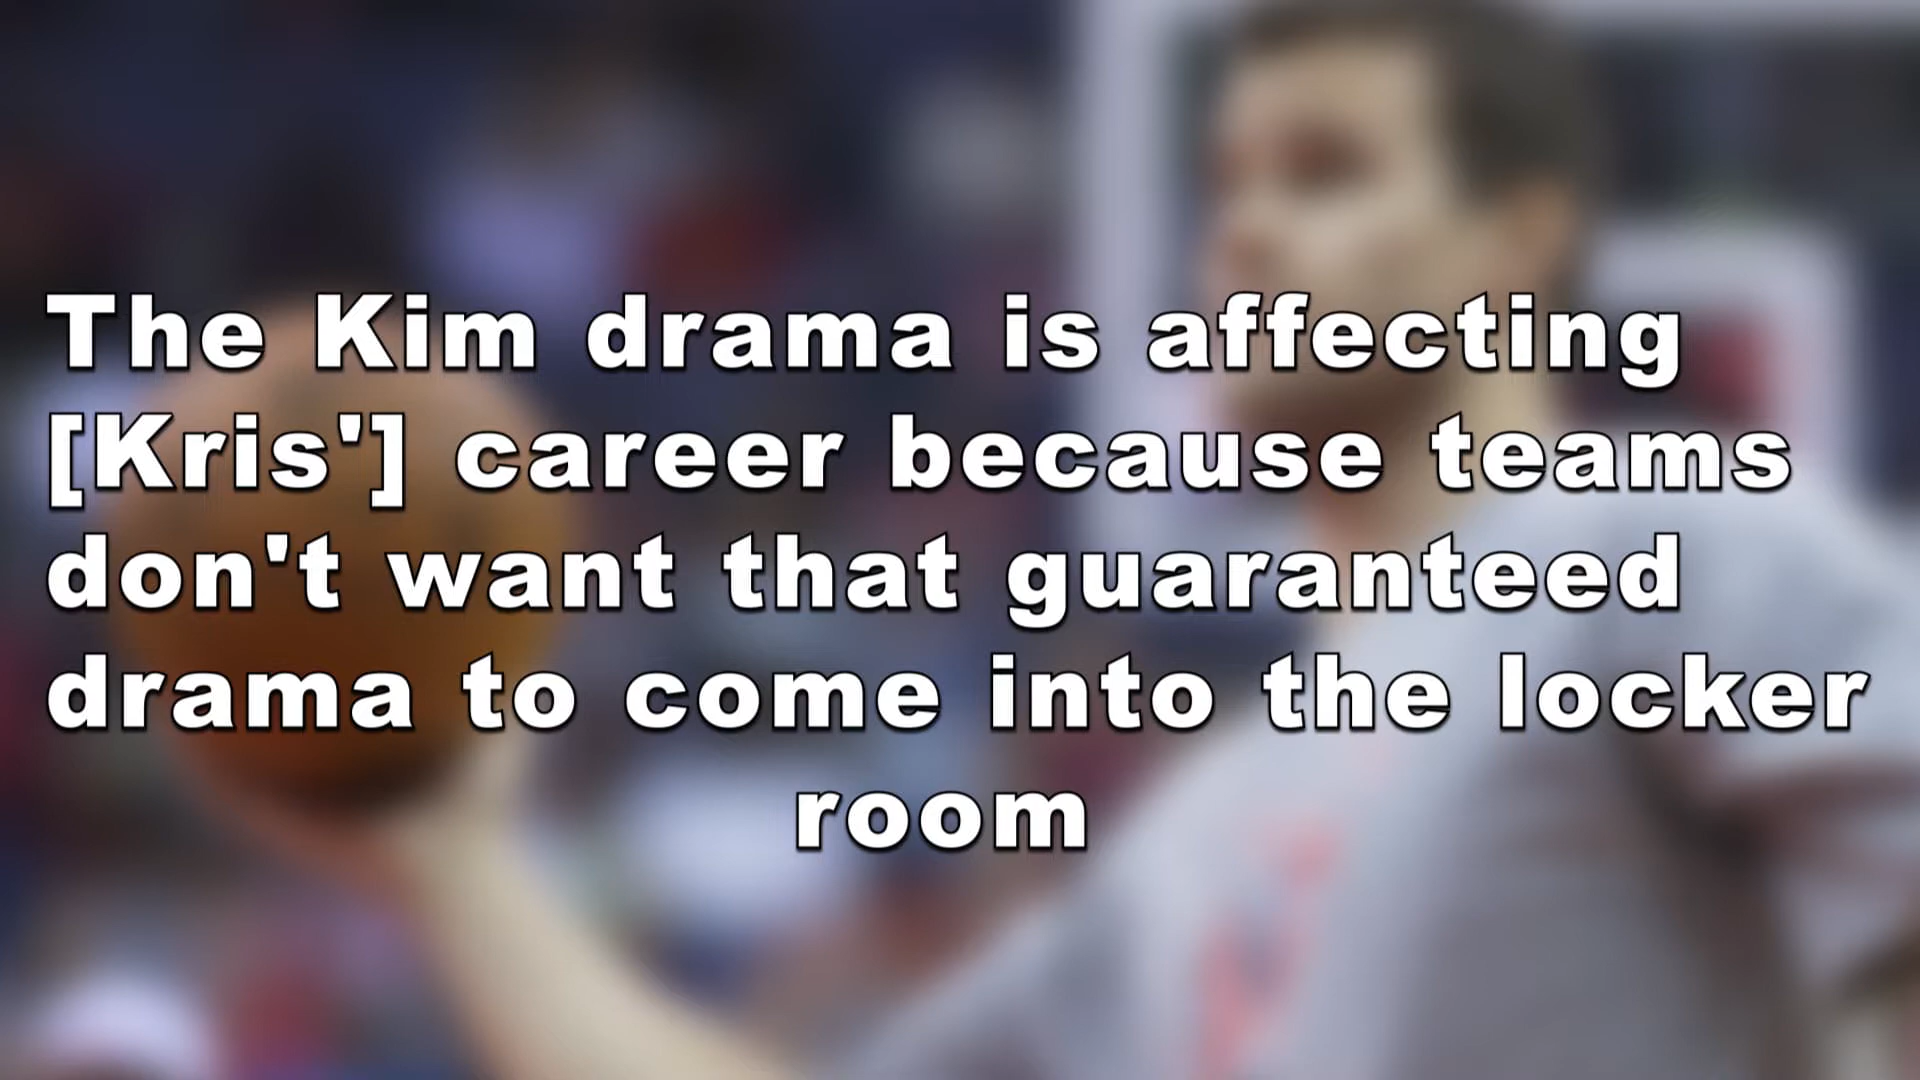 The Kim drama is affecting
[Kris'] career because teams
don't want that guaranteed
drama to come into the locker
room